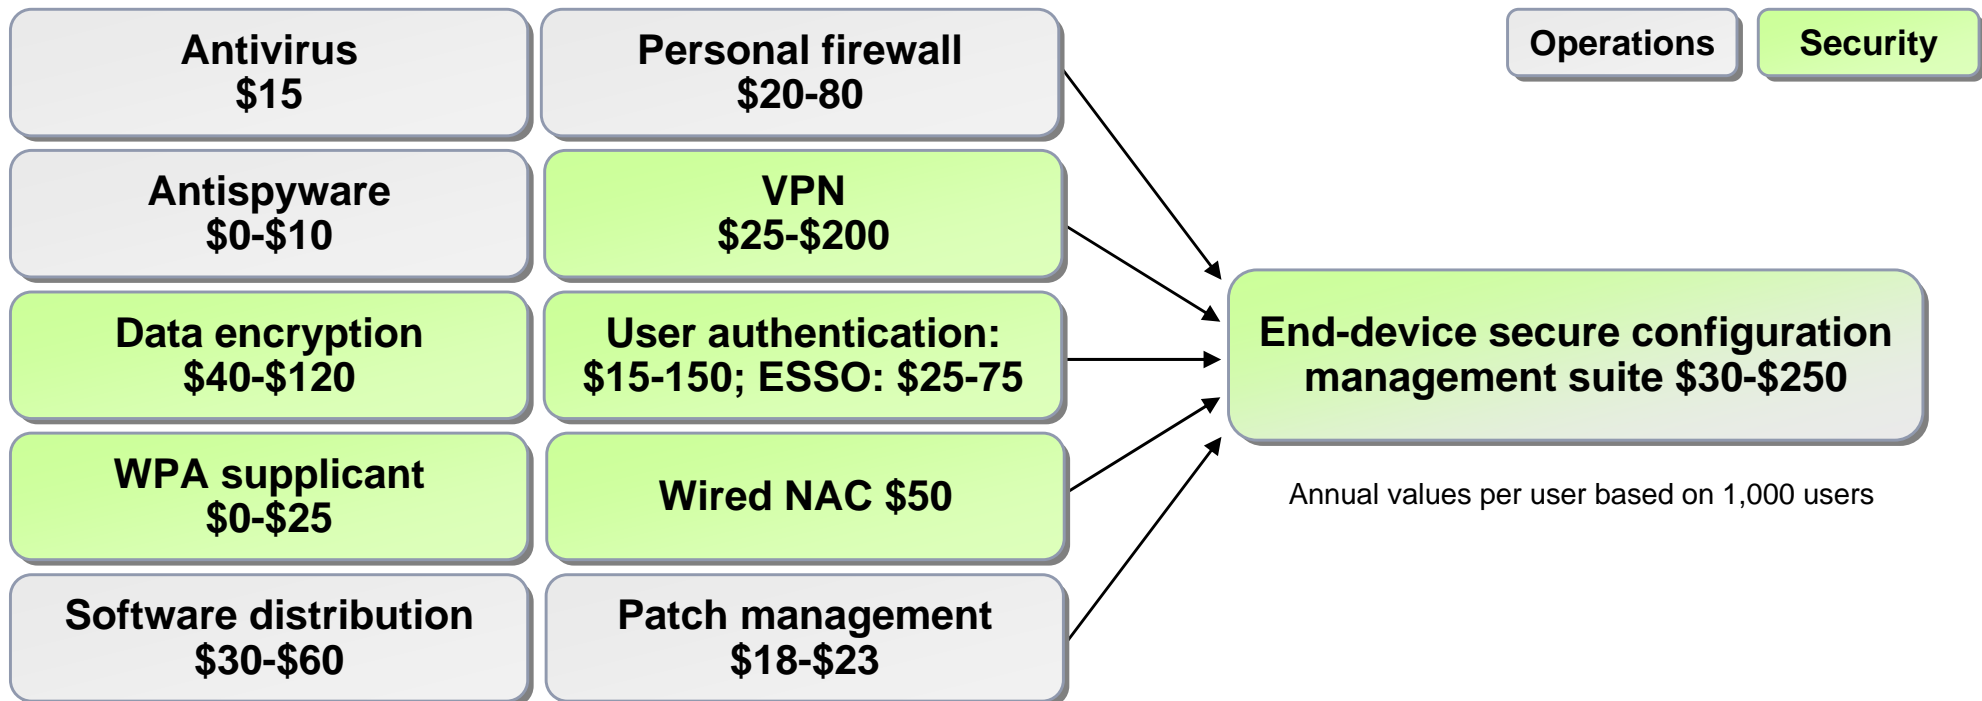 Antivirus
$15
Personal firewall
$20-80
Operations
Security
Antispyware
$0-$10
VPN
$25-$200
Data encryption
$40-$120
User authentication:
$15-150; ESSO: $25-75
End-device secure configuration
management suite $30-$250
WPA supplicant
$0-$25
Wired NAC $50
Annual values per user based on 1,000 users
Software distribution
$30-$60
Patch management
$18-$23